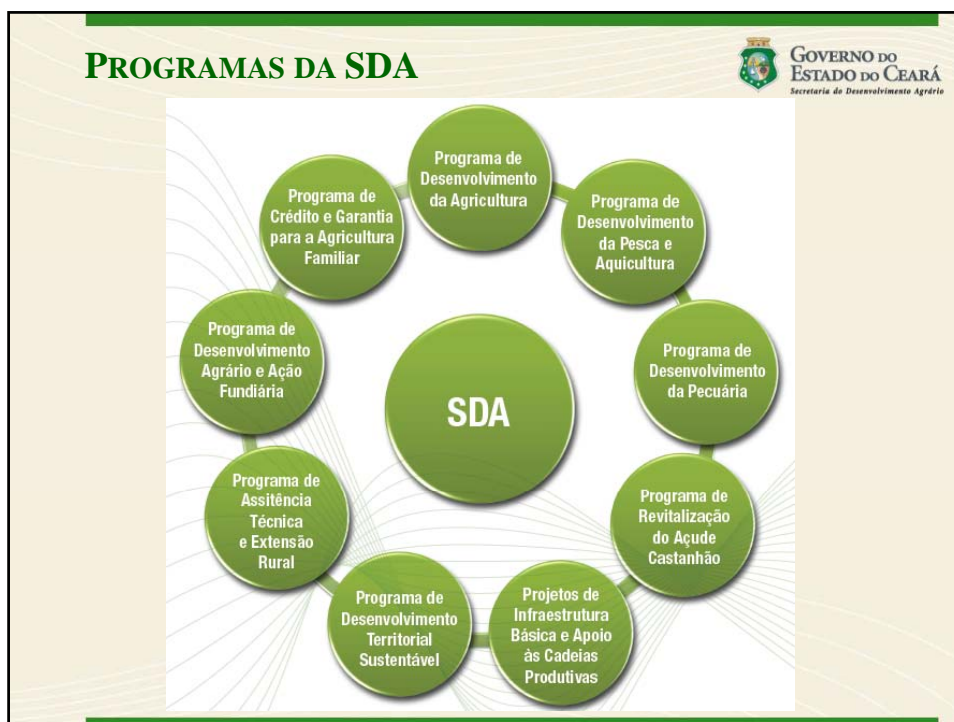 PROGRAMAS DA SDA
GOVERNO DO
ESTADO DO CEARÁ
Secretaria do Desenvolvimento Agrário
Programa de
Desenvolvimento
da Agricultura
Programa de
Desenvolvimento
da Pesca e
Aquicultura
Programa de
Desenvolvimento
da Pecuária
Programa de
Revitalização
do Açude
Castanhão
Projetos de
Infraestrutura
Básica e Apoio
às Cadeias
Produtivas
Programa de
Desenvolvimento
Territorial
Sustentável
Programa de
Assitência
Técnica
e Extensão
Rural
Programa de
Desenvolvimento
Agrário e Ação
Fundiária
Programa de
Crédito e Garantia
para a Agricultura
Familiar
SDA